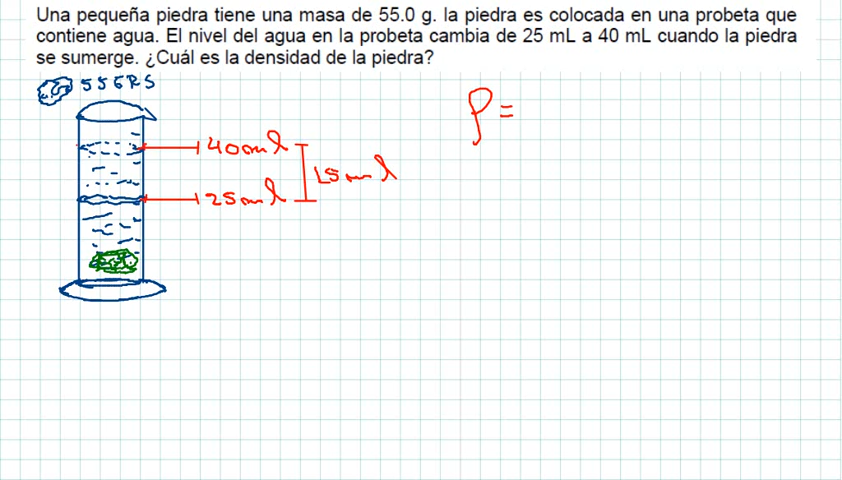 Una pequeña piedra tiene una masa de 55.0 g. la piedra es colocada en una probeta que
contiene agua. El nivel del agua en la probeta cambia de 25 mL a 40 mL cuando la piedra
se sumerge. ¿Cuál es la densidad de la piedra?
55GRS
ρ =
40ml
15ml
25ml